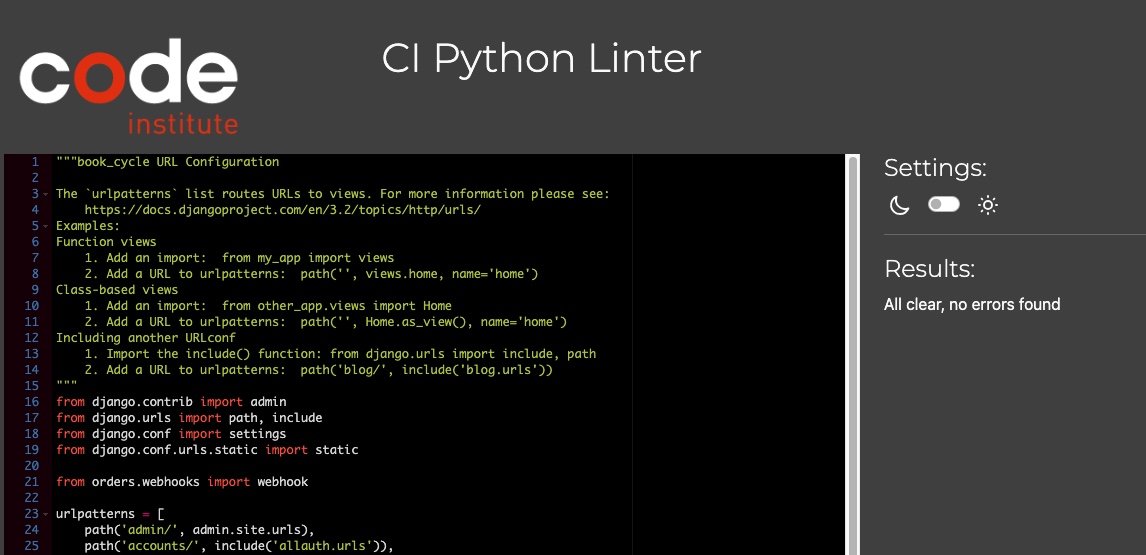 code
institute
CI Python Linter
1 """book_cycle URL Configuration
2
3 The `urlpatterns` list routes URLs to views. For more information please see:
4     https://docs.djangoproject.com/en/3.2/topics/http/urls/
5 Examples:
6 Function views
7     1. Add an import:  from my_app import views
8     2. Add a URL to urlpatterns:  path('', views.home, name='home')
9 Class-based views
10     1. Add an import:  from other_app.views import Home
11     2. Add a URL to urlpatterns:  path('', Home.as_view(), name='home')
12 Including another URLconf
13     1. Import the include() function: from django.urls import include, path
14     2. Add a URL to urlpatterns:  path('blog/', include('blog.urls'))
15 """
16 from django.contrib import admin
17 from django.urls import path, include
18 from django.conf import settings
19 from django.conf.urls.static import static
20
21 from orders.webhooks import webhook
22
23 urlpatterns = [
24     path('admin/', admin.site.urls),
25     path('accounts/', include('allauth.urls')),
Settings:
Results:
All clear, no errors found